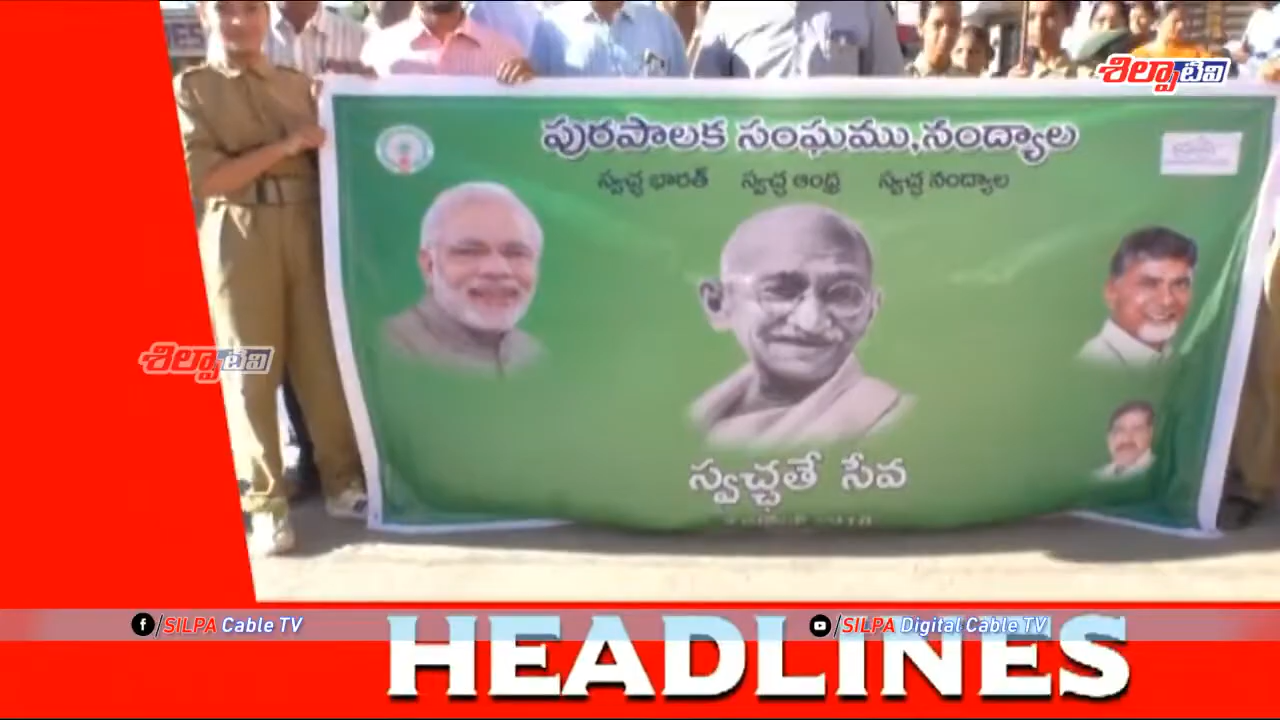 శిల్పాటీవి
పురపాలక సంఘము,నంద్యాల
స్వచ్ఛ భారత్ స్వచ్ఛ ఆంధ్ర స్వచ్ఛ నంద్యాల
శిల్పాటీవి
స్వచ్ఛతే సేవ
SILPA Cable TV
SILPA Digital Cable TV
HEADLINES